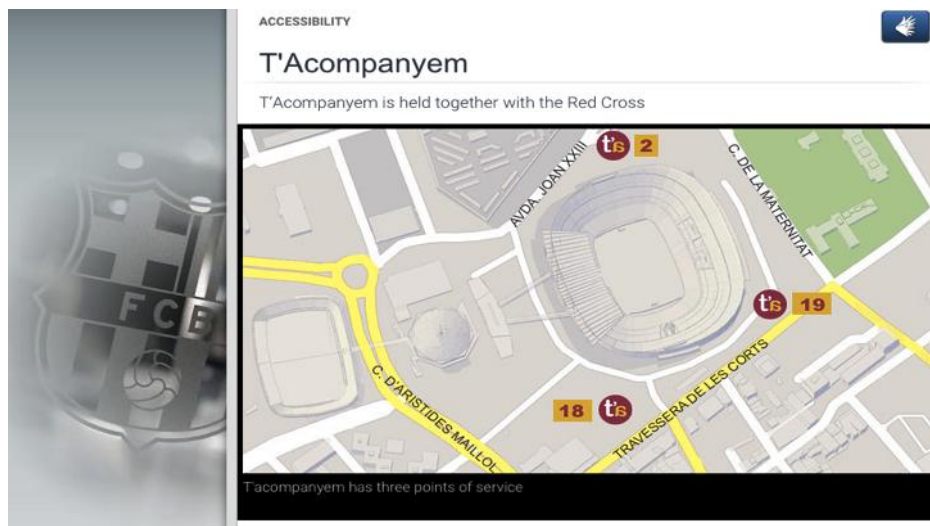 ACCESSIBILITY
T'Acompanyem
T'Acompanyem is held together with the Red Cross
t'a 2
AVDA. JOAN XXIII
C. DE LA MATERNITAT
t'a 19
FCB
C. D'ARISTIDES MAILLOL
18 t'a
TRAVESSERA DE LES CORTS
T'acompanyem has three points of service